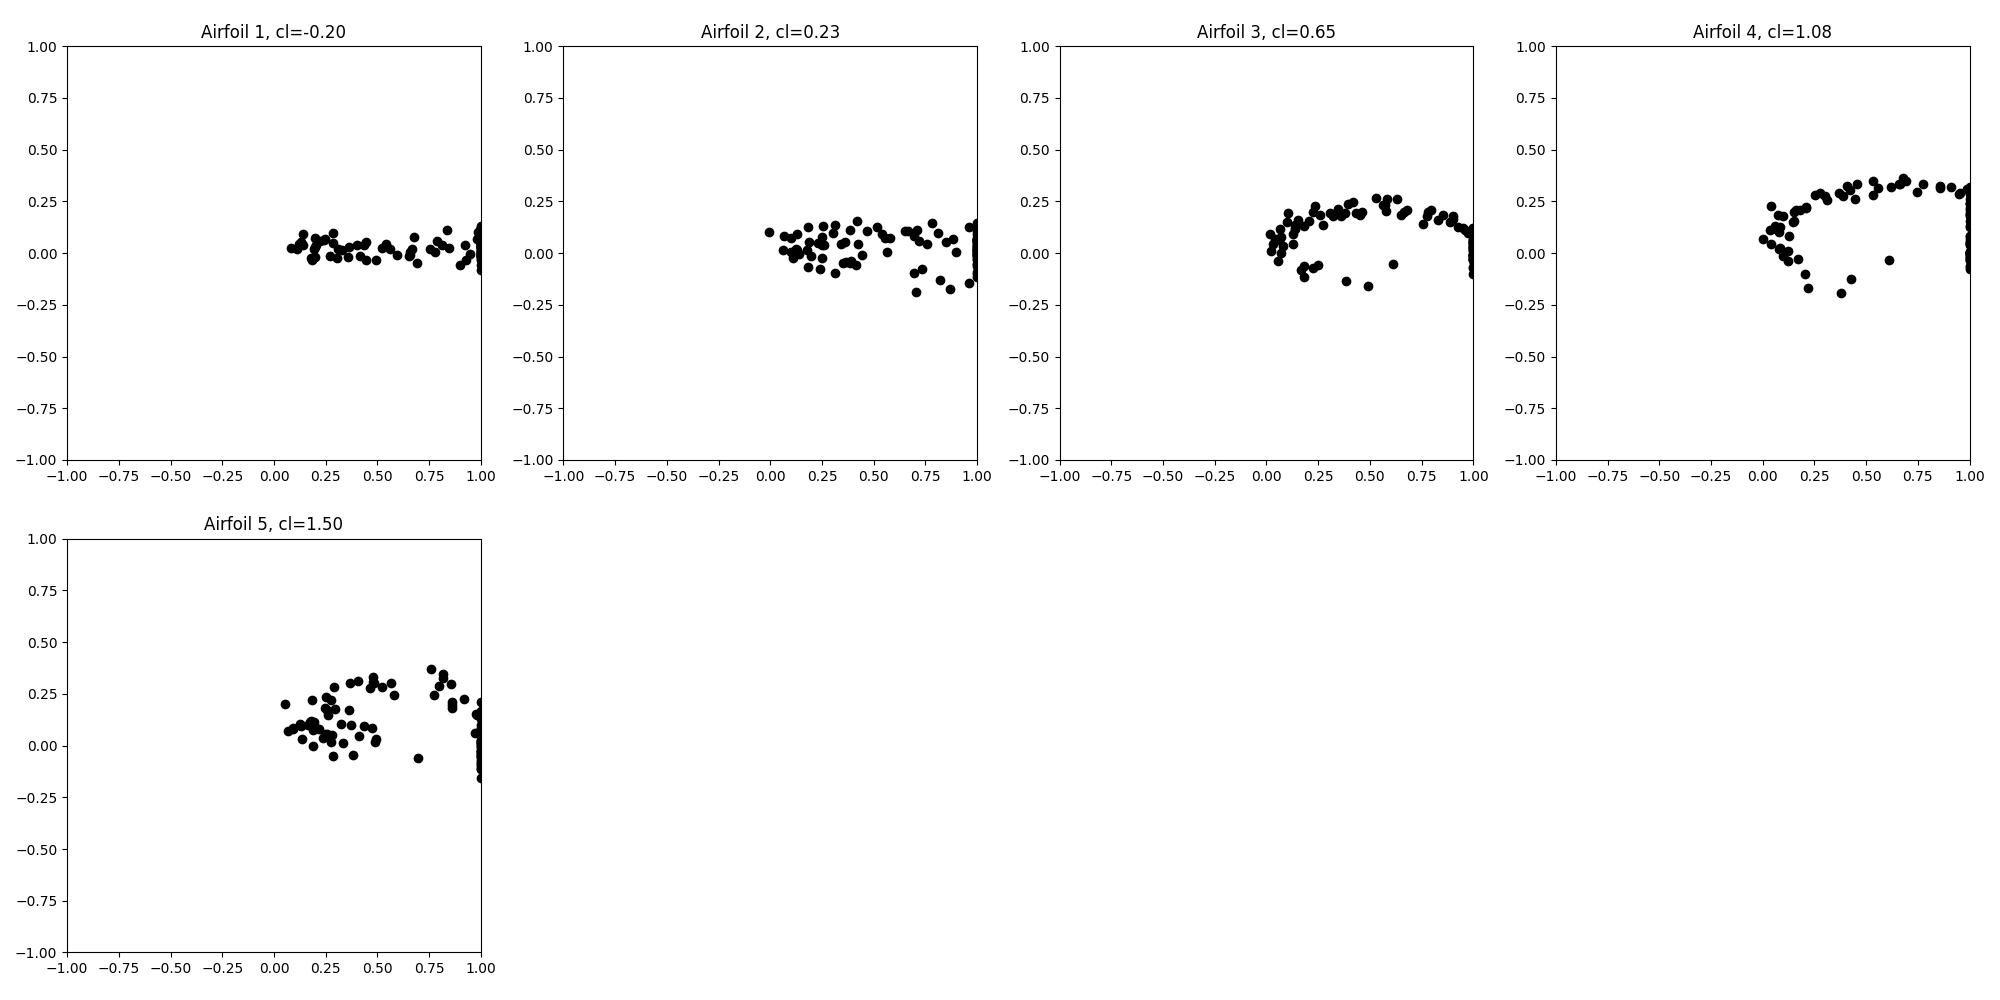 Airfoil 1, cl=-0.20
Airfoil 2, cl=0.23
Airfoil 3, cl=0.65
Airfoil 4, cl=1.08
1.00 1.00 1.00 1.00
0.75 0.75 0.75 0.75
0.50 0.50 0.50 0.50
0.25 0.25 0.25 0.25
0.00 0.00 0.00 0.00
−0.25 −0.25 −0.25 −0.25
−0.50 −0.50 −0.50 −0.50
−0.75 −0.75 −0.75 −0.75
−1.00 −1.00 −1.00 −1.00
−1.00 −0.75 −0.50 −0.25 0.00 0.25 0.50 0.75 1.00
−1.00 −0.75 −0.50 −0.25 0.00 0.25 0.50 0.75 1.00
−1.00 −0.75 −0.50 −0.25 0.00 0.25 0.50 0.75 1.00
−1.00 −0.75 −0.50 −0.25 0.00 0.25 0.50 0.75 1.00
Airfoil 5, cl=1.50
1.00
0.75
0.50
0.25
0.00
−0.25
−0.50
−0.75
−1.00
−1.00 −0.75 −0.50 −0.25 0.00 0.25 0.50 0.75 1.00